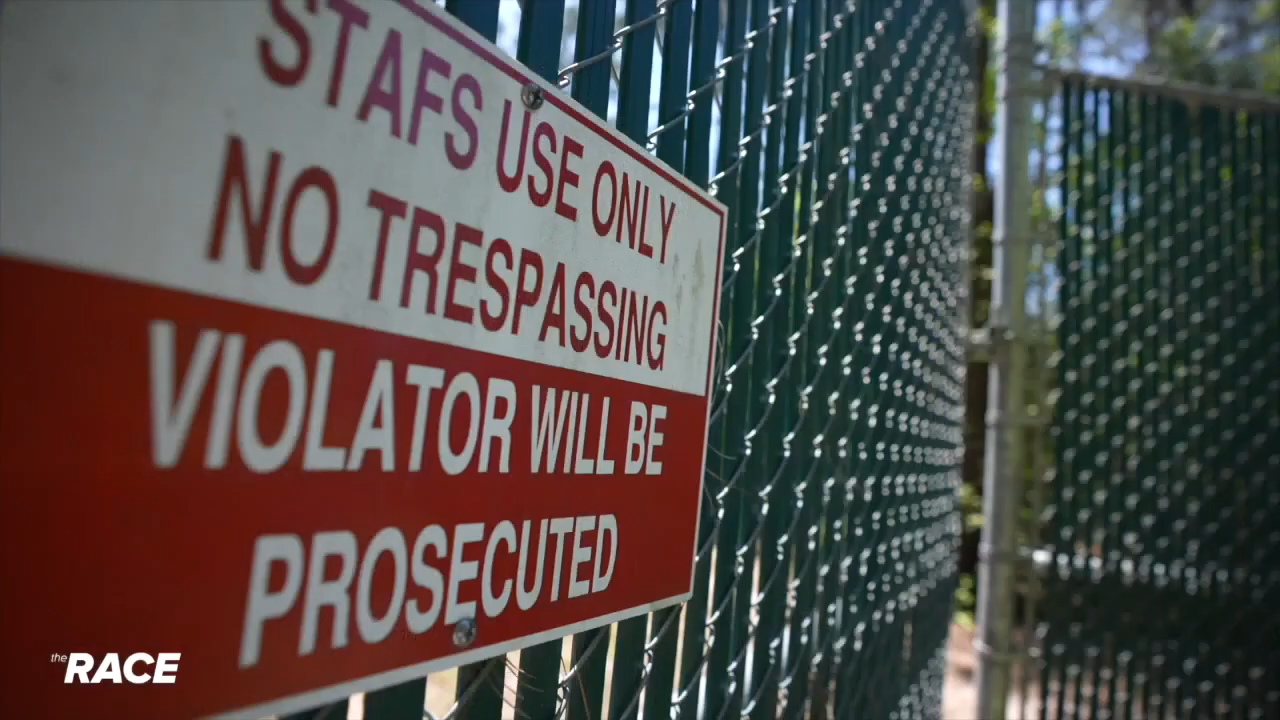 STAFS USE ONLY
NO TRESPASSING
VIOLATOR WILL BE
PROSECUTED
the RACE